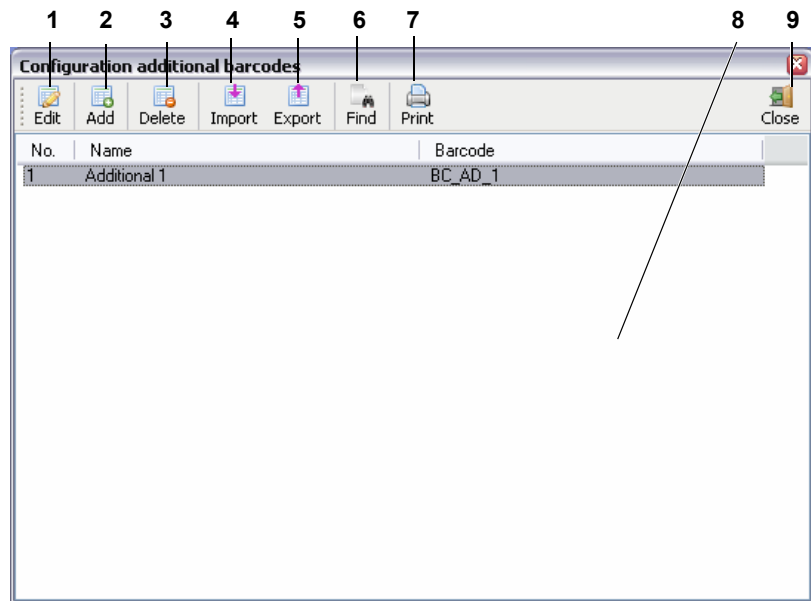 1 2 3 4 5 6 7 8 9
Configuration additional barcodes
Edit Add Delete Import Export Find Print Close
No. Name Barcode
1 Additional 1 BC_AD_1